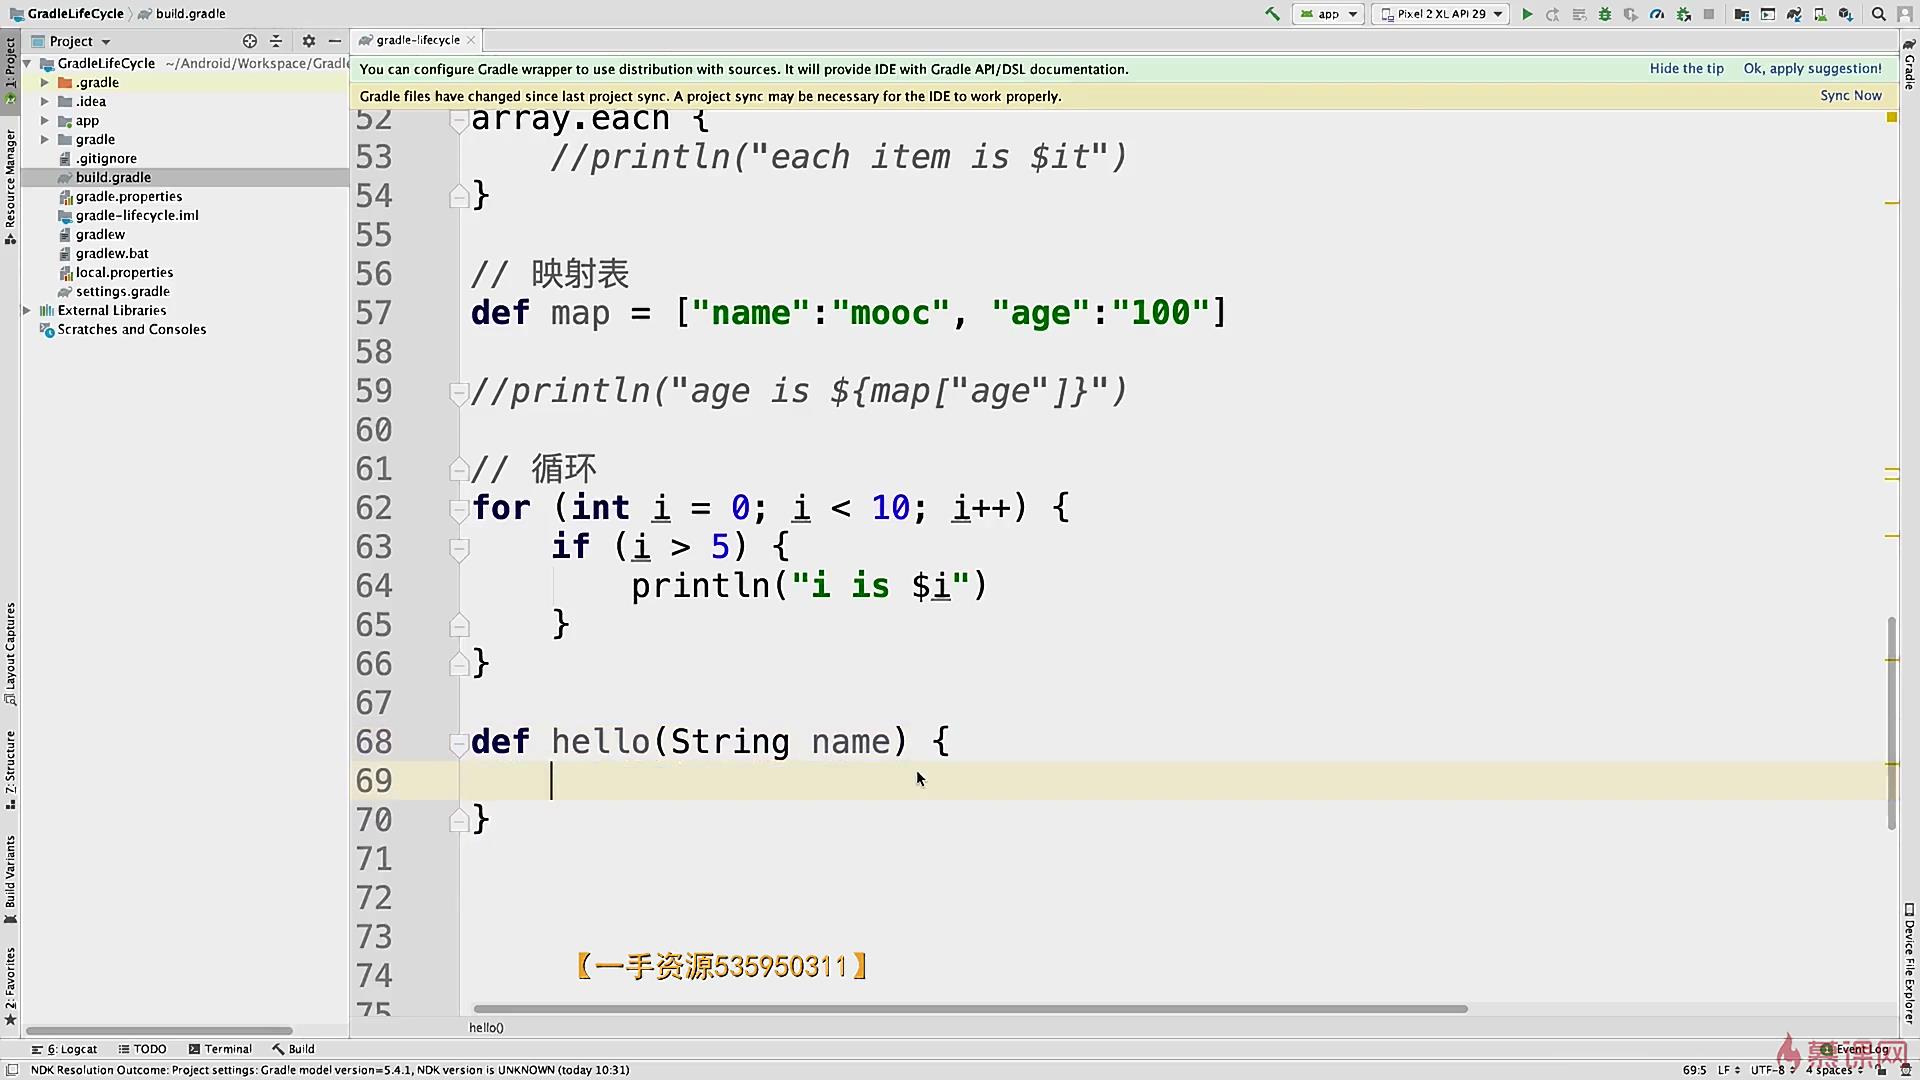 GradleLifeCycle
build.gradle
app
Pixel 2 XL API 29
Project
gradle-lifecycle
1: Project
Resource Manager
Layout Captures
7: Structure
Build Variants
2: Favorites
GradleLifeCycle ~/Android/Workspace/Gradle
.gradle
.idea
app
gradle
.gitignore
build.gradle
gradle.properties
gradle-lifecycle.iml
gradlew
gradlew.bat
local.properties
settings.gradle
External Libraries
Scratches and Consoles
You can configure Gradle wrapper to use distribution with sources. It will provide IDE with Gradle API/DSL documentation.
Hide the tip
Ok, apply suggestion!
Gradle files have changed since last project sync. A project sync may be necessary for the IDE to work properly.
Sync Now
52 array.each {
53 //println("each item is $it")
54 }
55
56 // 映射表
57 def map = ["name":"mooc", "age":"100"]
58
59 //println("age is ${map["age"]}")
60
61 // 循环
62 for (int i = 0; i < 10; i++) {
63 if (i > 5) {
64 println("i is $i")
65 }
66 }
67
68 def hello(String name) {
69
70 }
71
72
73
74
75
【一手资源535950311】
hello()
Gradle
Device File Explorer
6: Logcat
TODO
Terminal
Build
Event Log
慕课网
NDK Resolution Outcome: Project settings: Gradle model version=5.4.1, NDK version is UNKNOWN (today 10:31)
69:5 LF UTF-8 4 spaces